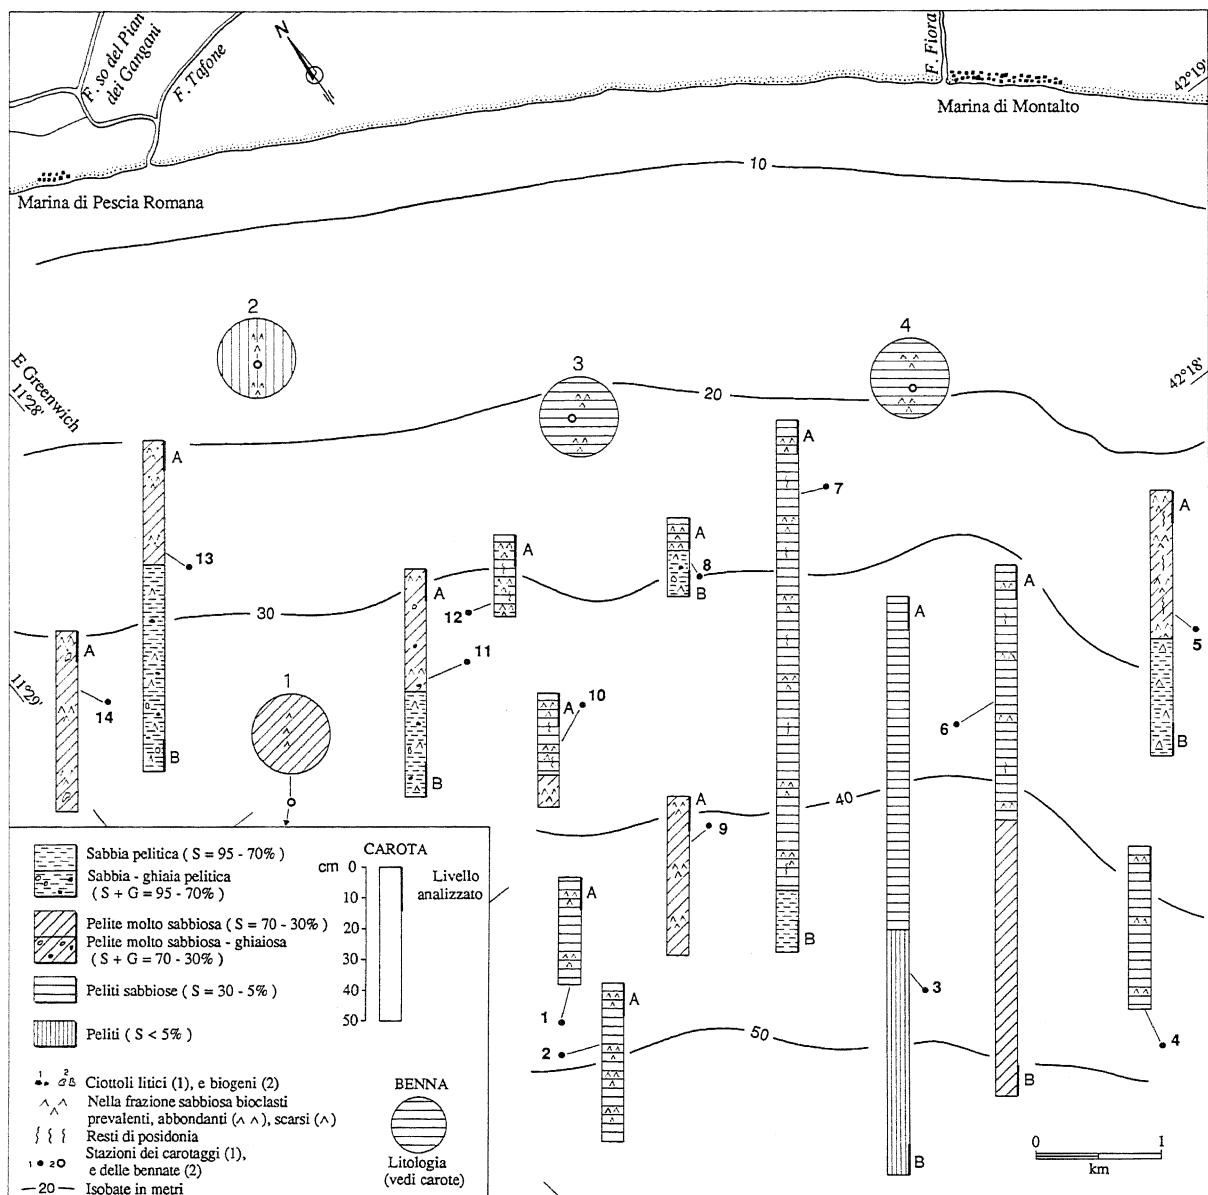 F. so del Pian
dei Gangani
F. Tafone
N
F. Fiora
42°19'
Marina di Montalto
Marina di Pescia Romana
10
2
3
4
E Greenwich
11°28'
42°18'
20
A
13
B
30
A
14
11°29'
1
A
11
B
A
12
A
8
B
A
7
B
A
10
A
9
40
A
3
B
A
6
B
A
5
B
A
1
A
2
50
4
Sabbia pelitica ( S = 95 - 70%)
Sabbia - ghiaia pelitica
( S + G = 95 - 70%)
Pelite molto sabbiosa ( S = 70 - 30%)
Pelite molto sabbiosa - ghiaiosa
( S + G = 70 - 30%)
Peliti sabbiose ( S = 30 - 5%)
Peliti ( S < 5%)
CAROTA
cm 0
10
20
30
40
50
Livello
analizzato
1 2
Ciottoli litici (1), e biogeni (2)
Nella frazione sabbiosa bioclasti
prevalenti, abbondanti (^ ^), scarsi (^)
Resti di posidonia
1 2 Stazioni dei carotaggi (1),
e delle bennate (2)
20 Isobate in metri
BENNA
Litologia
(vedi carote)
0 1
km